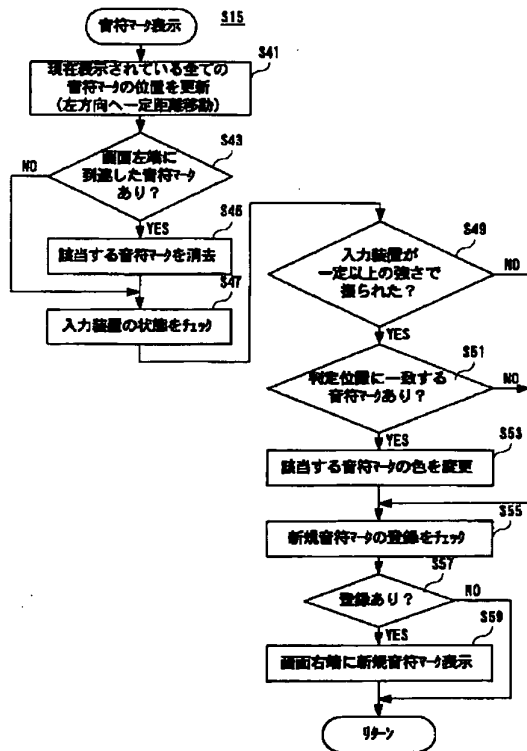 音符マーク表示
S15
S41
現在表示されている全ての
音符マークの位置を更新
(左方向へ一定距離移動)
S43
画面左端に
到達した音符マーク
あり?
NO
YES
S45
該当する音符マークを消去
S47
入力装置の状態をチェック
S49
入力装置が
一定以上の強さで
振られた?
NO
YES
S51
判定位置に一致する
音符マークあり?
NO
YES
S53
該当する音符マークの色を変更
S55
新規音符マークの登録をチェック
S57
登録あり?
NO
YES
S59
画面右端に新規音符マーク表示
リターン